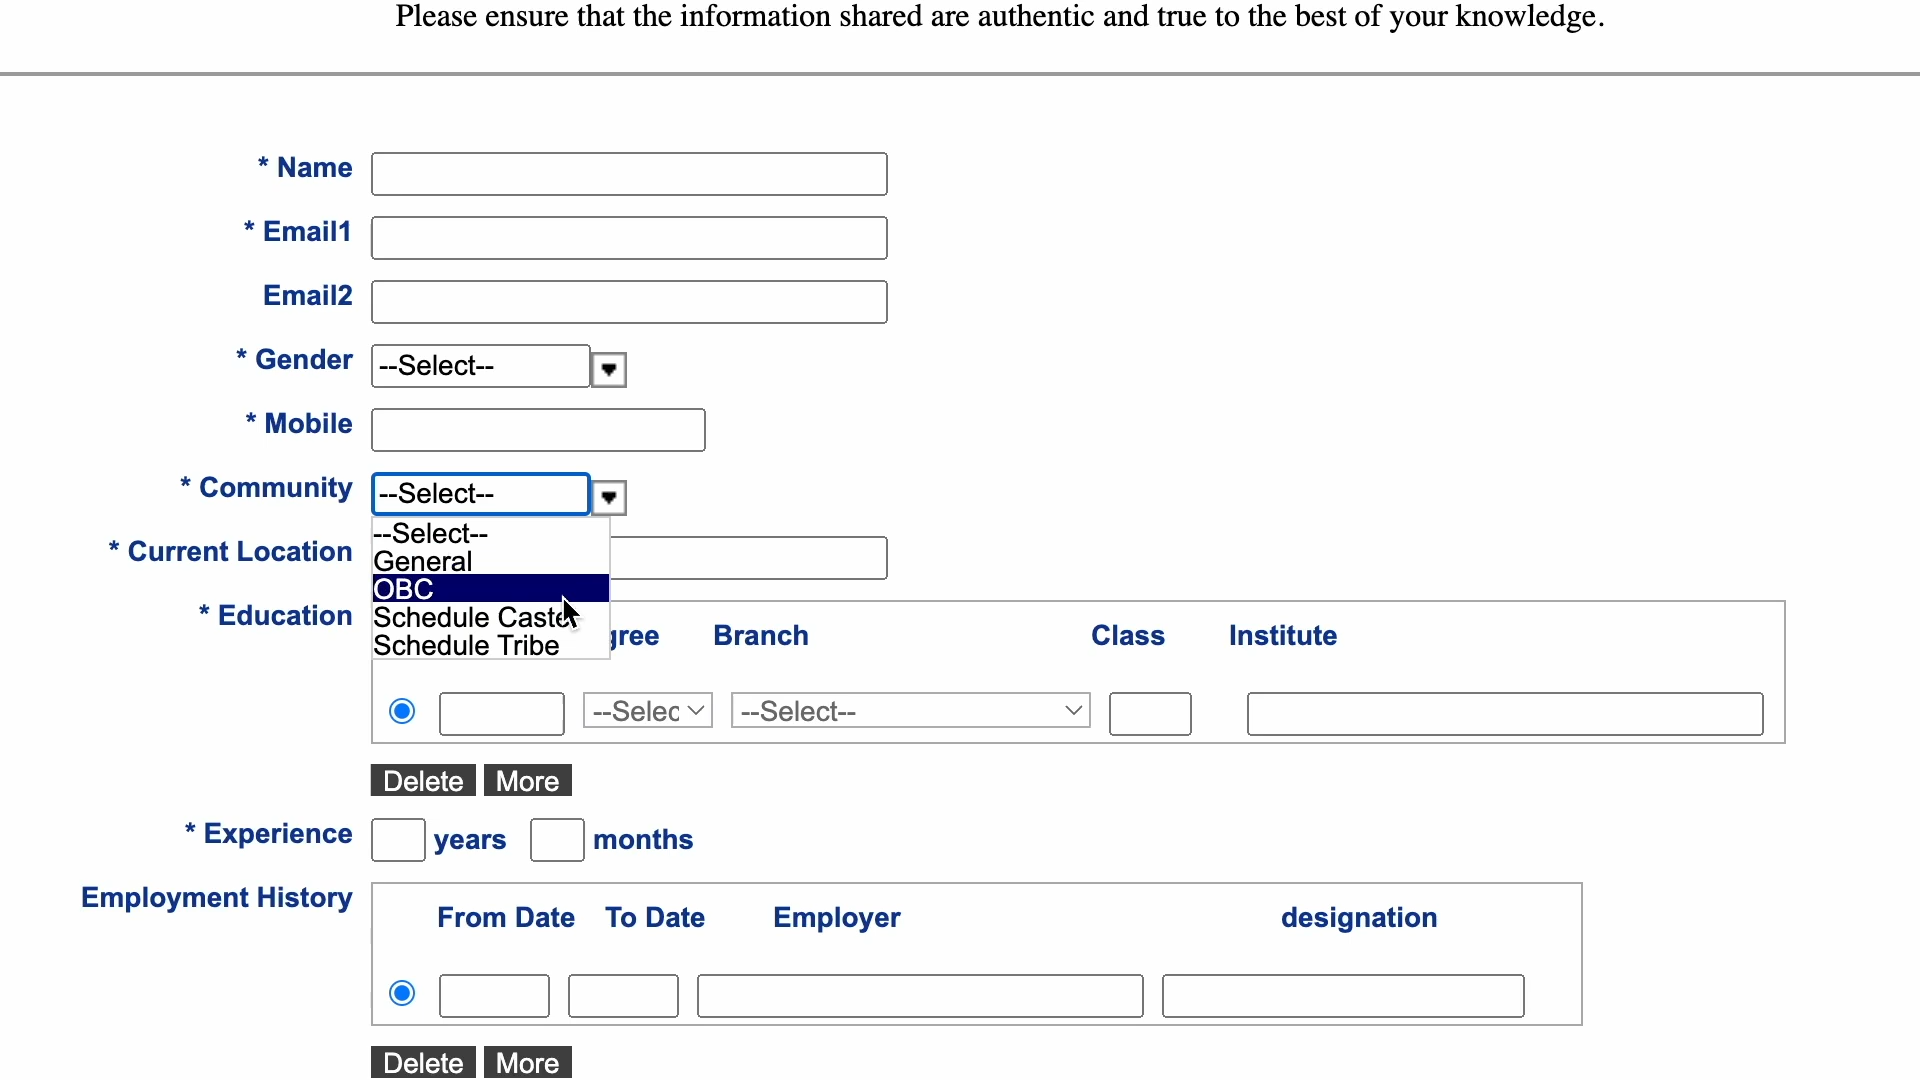 Please ensure that the information shared are authentic and true to the best of your knowledge.
* Name
* Email1
Email2
* Gender --Select--
* Mobile
* Community --Select--
--Select--
General
OBC
Schedule Caste
Schedule Tribe
* Current Location
* Education
gree Branch Class Institute
--Selec --Select--
Delete More
* Experience years months
Employment History
From Date To Date Employer designation
Delete More